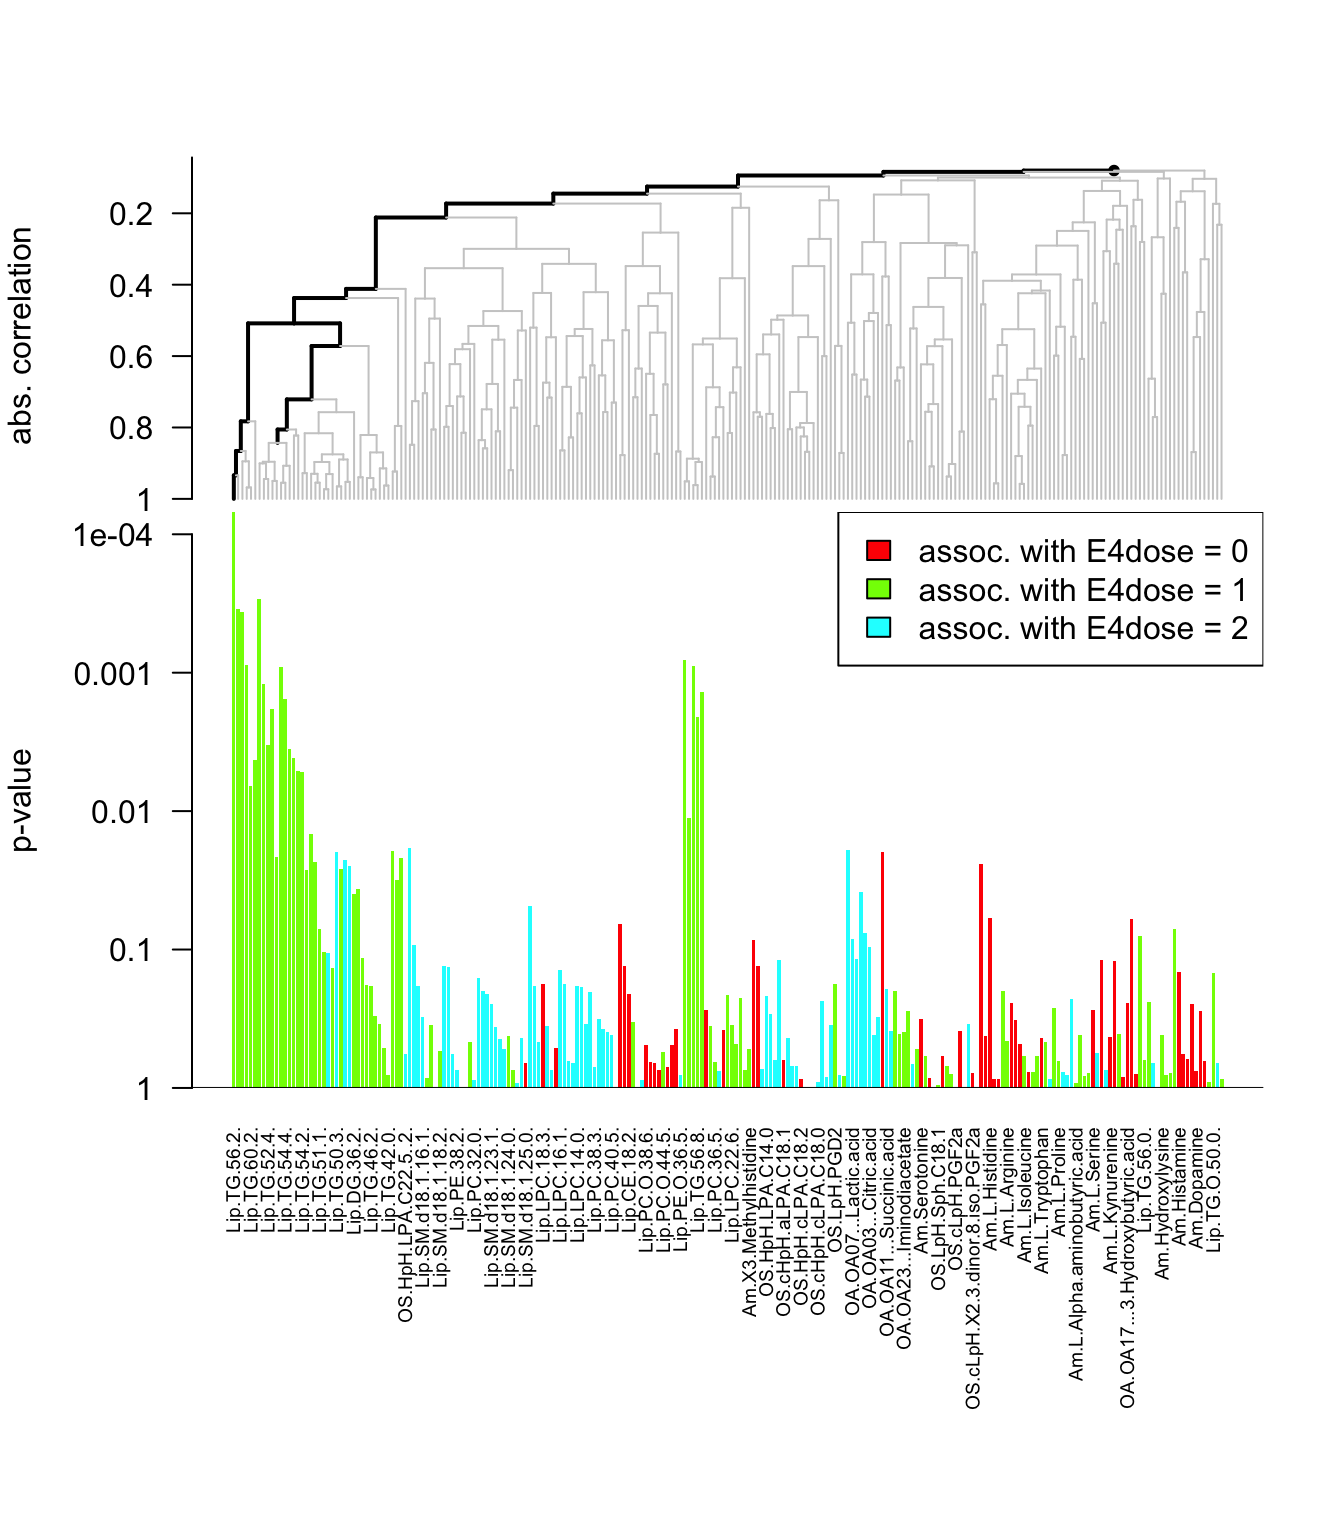 abs. correlation
0.2
0.4
0.6
0.8
1
p-value
1e-04
0.001
0.01
0.1
1
assoc. with E4dose = 0
assoc. with E4dose = 1
assoc. with E4dose = 2
Lip.TG.56.2.
Lip.TG.60.2.
Lip.TG.52.4.
Lip.TG.54.4.
Lip.TG.54.2.
Lip.TG.51.1.
Lip.TG.50.3.
Lip.DG.36.2.
Lip.TG.46.2.
Lip.TG.42.0.
OS.HpH.LPA.C22.5..2.
Lip.SM.d18.1.16.1.
Lip.SM.d18.1.18.2.
Lip.PE.38.2.
Lip.PC.32.0.
Lip.SM.d18.1.23.1.
Lip.SM.d18.1.24.0.
Lip.SM.d18.1.25.0.
Lip.LPC.18.3.
Lip.LPC.16.1.
Lip.LPC.14.0.
Lip.PC.38.3.
Lip.PC.40.5.
Lip.CE.18.2.
Lip.PC.O.38.6.
Lip.PC.O.44.5.
Lip.PE.O.36.5.
Lip.TG.56.8.
Lip.PC.36.5.
Lip.LPC.22.6.
Am.X3.Methylhistidine
OS.HpH.LPA.C14.0
OS.cHpH.aLPA.C18.1
OS.HpH.cLPA.C18.2
OS.cHpH.cLPA.C18.0
OS.LpH.PGD2
OA.OA07...Lactic.acid
OA.OA03...Citric.acid
OA.OA11...Succinic.acid
OA.OA23...Iminodiacetate
Am.Serotonine
OS.LpH.Sph.C18.1
OS.cLpH.PGF2a
OS.cLpH.X2.3.dinor.8.iso.PGF2a
Am.L.Histidine
Am.L.Arginine
Am.L.Isoleucine
Am.L.Tryptophan
Am.L.Proline
Am.L.Alpha.aminobutyric.acid
Am.L.Serine
Am.L.Kynurenine
OA.OA17...3.Hydroxybutyric.acid
Lip.TG.56.0.
Am.Hydroxylysine
Am.Histamine
Am.Dopamine
Lip.TG.O.50.0.